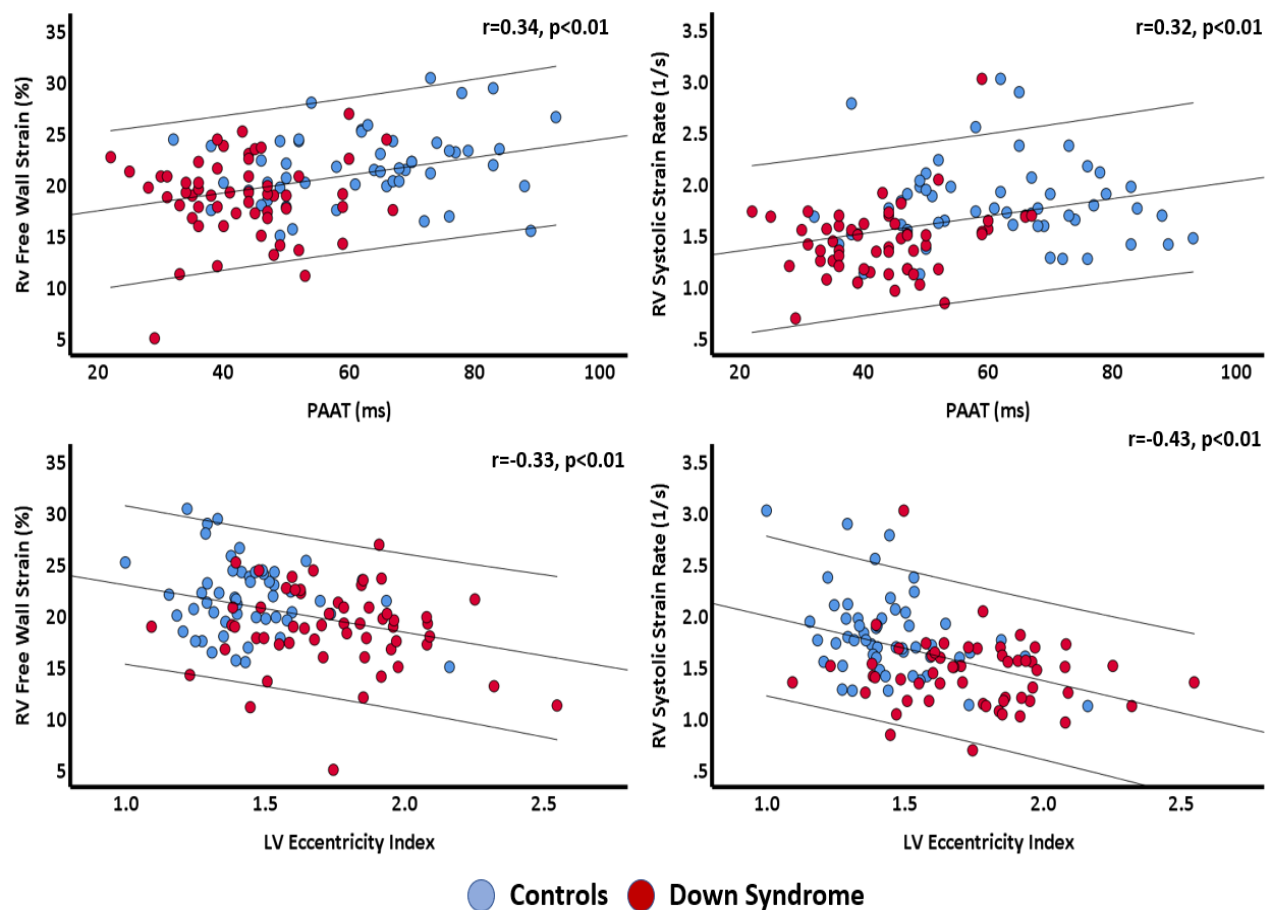 r=0.34, p<0.01
Rv Free Wall Strain (%)
35
30
25
20
15
10
5
20 40 60 80 100
PAAT (ms)
r=0.32, p<0.01
RV Systolic Strain Rate (1/s)
3.5
3.0
2.5
2.0
1.5
1.0
.5
20 40 60 80 100
PAAT (ms)
r=-0.33, p<0.01
RV Free Wall Strain (%)
35
30
25
20
15
10
5
1.0 1.5 2.0 2.5
LV Eccentricity Index
r=-0.43, p<0.01
RV Systolic Strain Rate (1/s)
3.5
3.0
2.5
2.0
1.5
1.0
.5
1.0 1.5 2.0 2.5
LV Eccentricity Index
Controls Down Syndrome